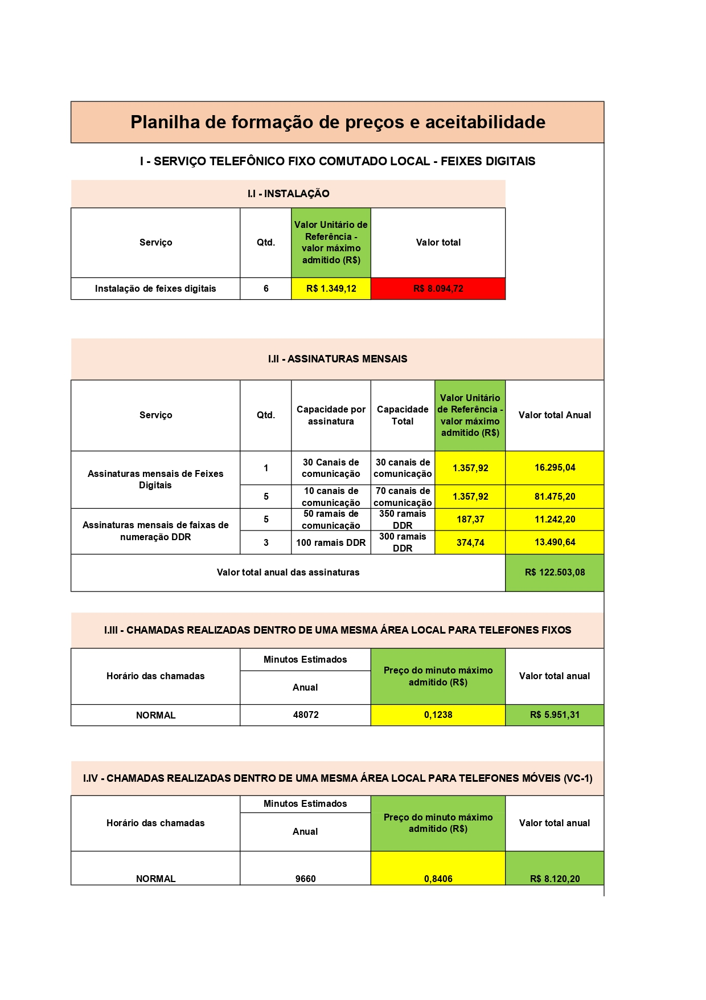 Planilha de formação de preços e aceitabilidade
I - SERVIÇO TELEFÔNICO FIXO COMUTADO LOCAL - FEIXES DIGITAIS
I.I - INSTALAÇÃO
Serviço
Qtd.
Valor Unitário de
Referência -
valor máximo
admitido (R$)
Valor total
Instalação de feixes digitais
6
R$ 1.349,12
R$ 8.094,72
I.II - ASSINATURAS MENSAIS
Serviço
Qtd.
Capacidade por
assinatura
Capacidade
Total
Valor Unitário
de Referência -
valor máximo
admitido (R$)
Valor total Anual
Assinaturas mensais de Feixes
Digitais
1
30 Canais de
comunicação
30 canais de
comunicação
1.357,92
16.295,04
5
10 canais de
comunicação
70 canais de
comunicação
1.357,92
81.475,20
Assinaturas mensais de faixas de
numeração DDR
5
50 ramais de
comunicação
350 ramais
DDR
187,37
11.242,20
3
100 ramais DDR
300 ramais
DDR
374,74
13.490,64
Valor total anual das assinaturas
R$ 122.503,08
I.III - CHAMADAS REALIZADAS DENTRO DE UMA MESMA ÁREA LOCAL PARA TELEFONES FIXOS
Horário das chamadas
Minutos Estimados
Anual
Preço do minuto máximo
admitido (R$)
Valor total anual
NORMAL
48072
0,1238
R$ 5.951,31
I.IV - CHAMADAS REALIZADAS DENTRO DE UMA MESMA ÁREA LOCAL PARA TELEFONES MÓVEIS (VC-1)
Horário das chamadas
Minutos Estimados
Anual
Preço do minuto máximo
admitido (R$)
Valor total anual
NORMAL
9660
0,8406
R$ 8.120,20